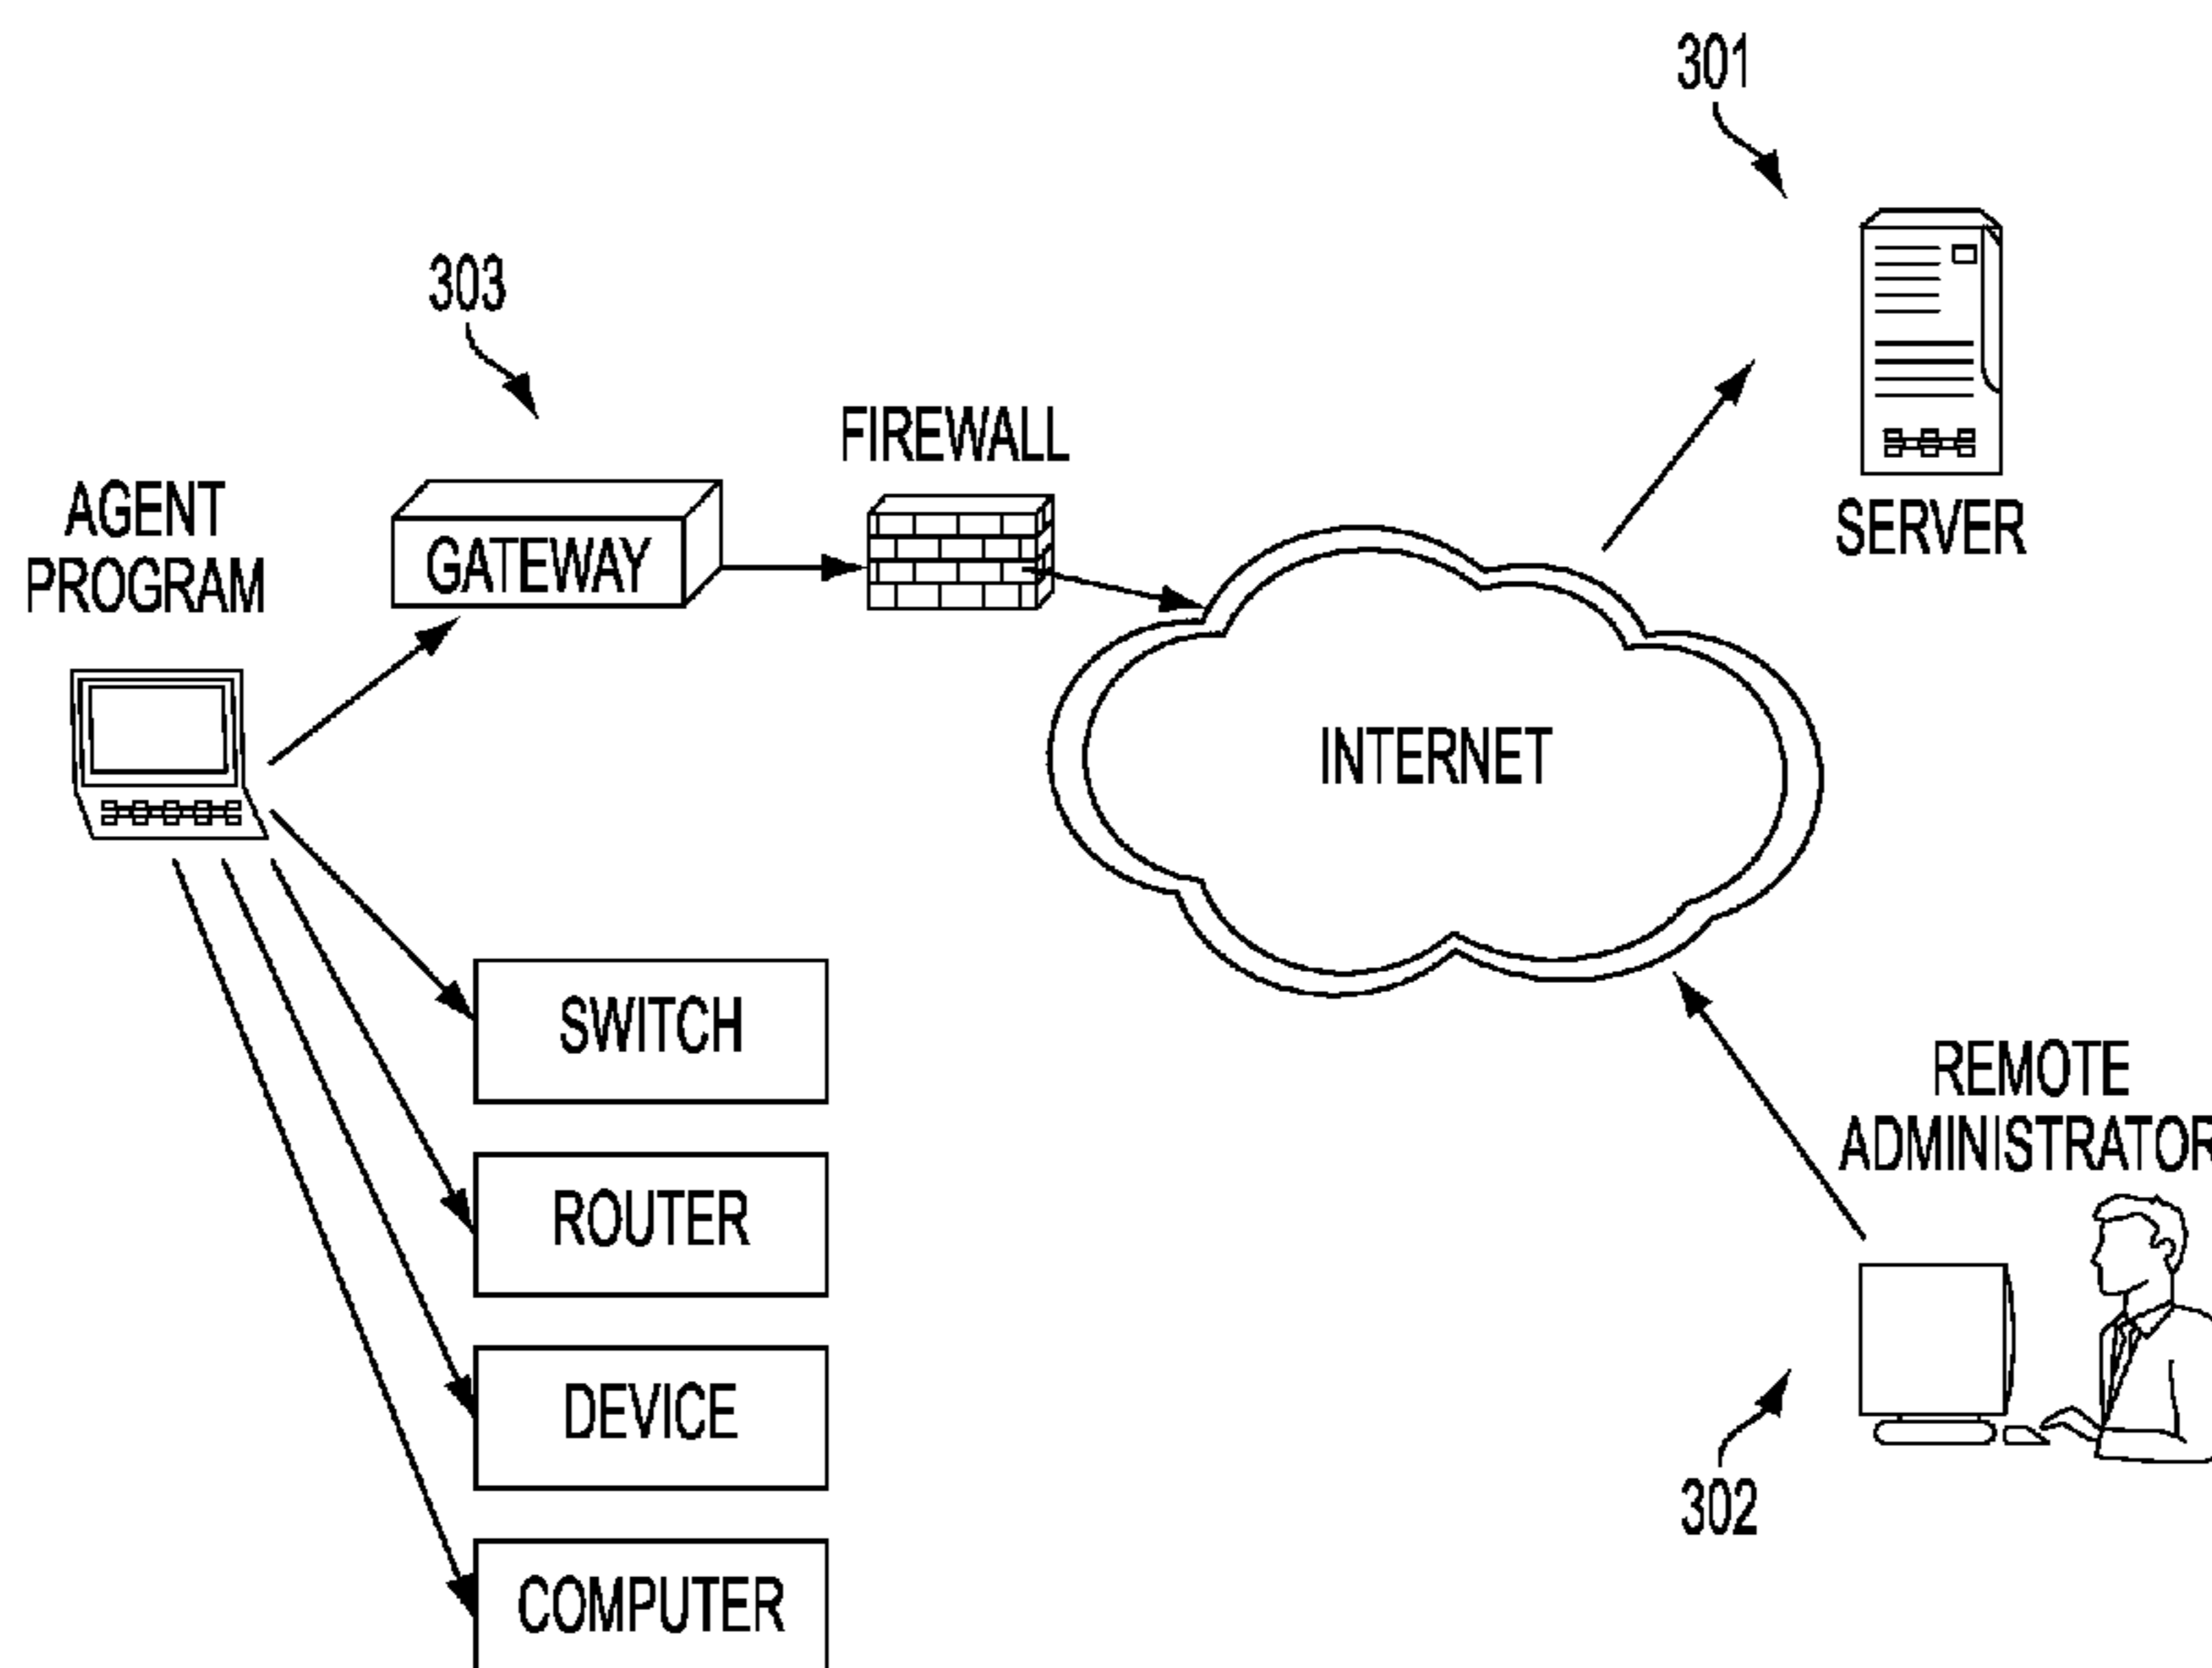 301
303
FIREWALL
AGENT
PROGRAM
GATEWAY
SERVER
INTERNET
SWITCH
REMOTE
ADMINISTRATOR
ROUTER
DEVICE
302
COMPUTER